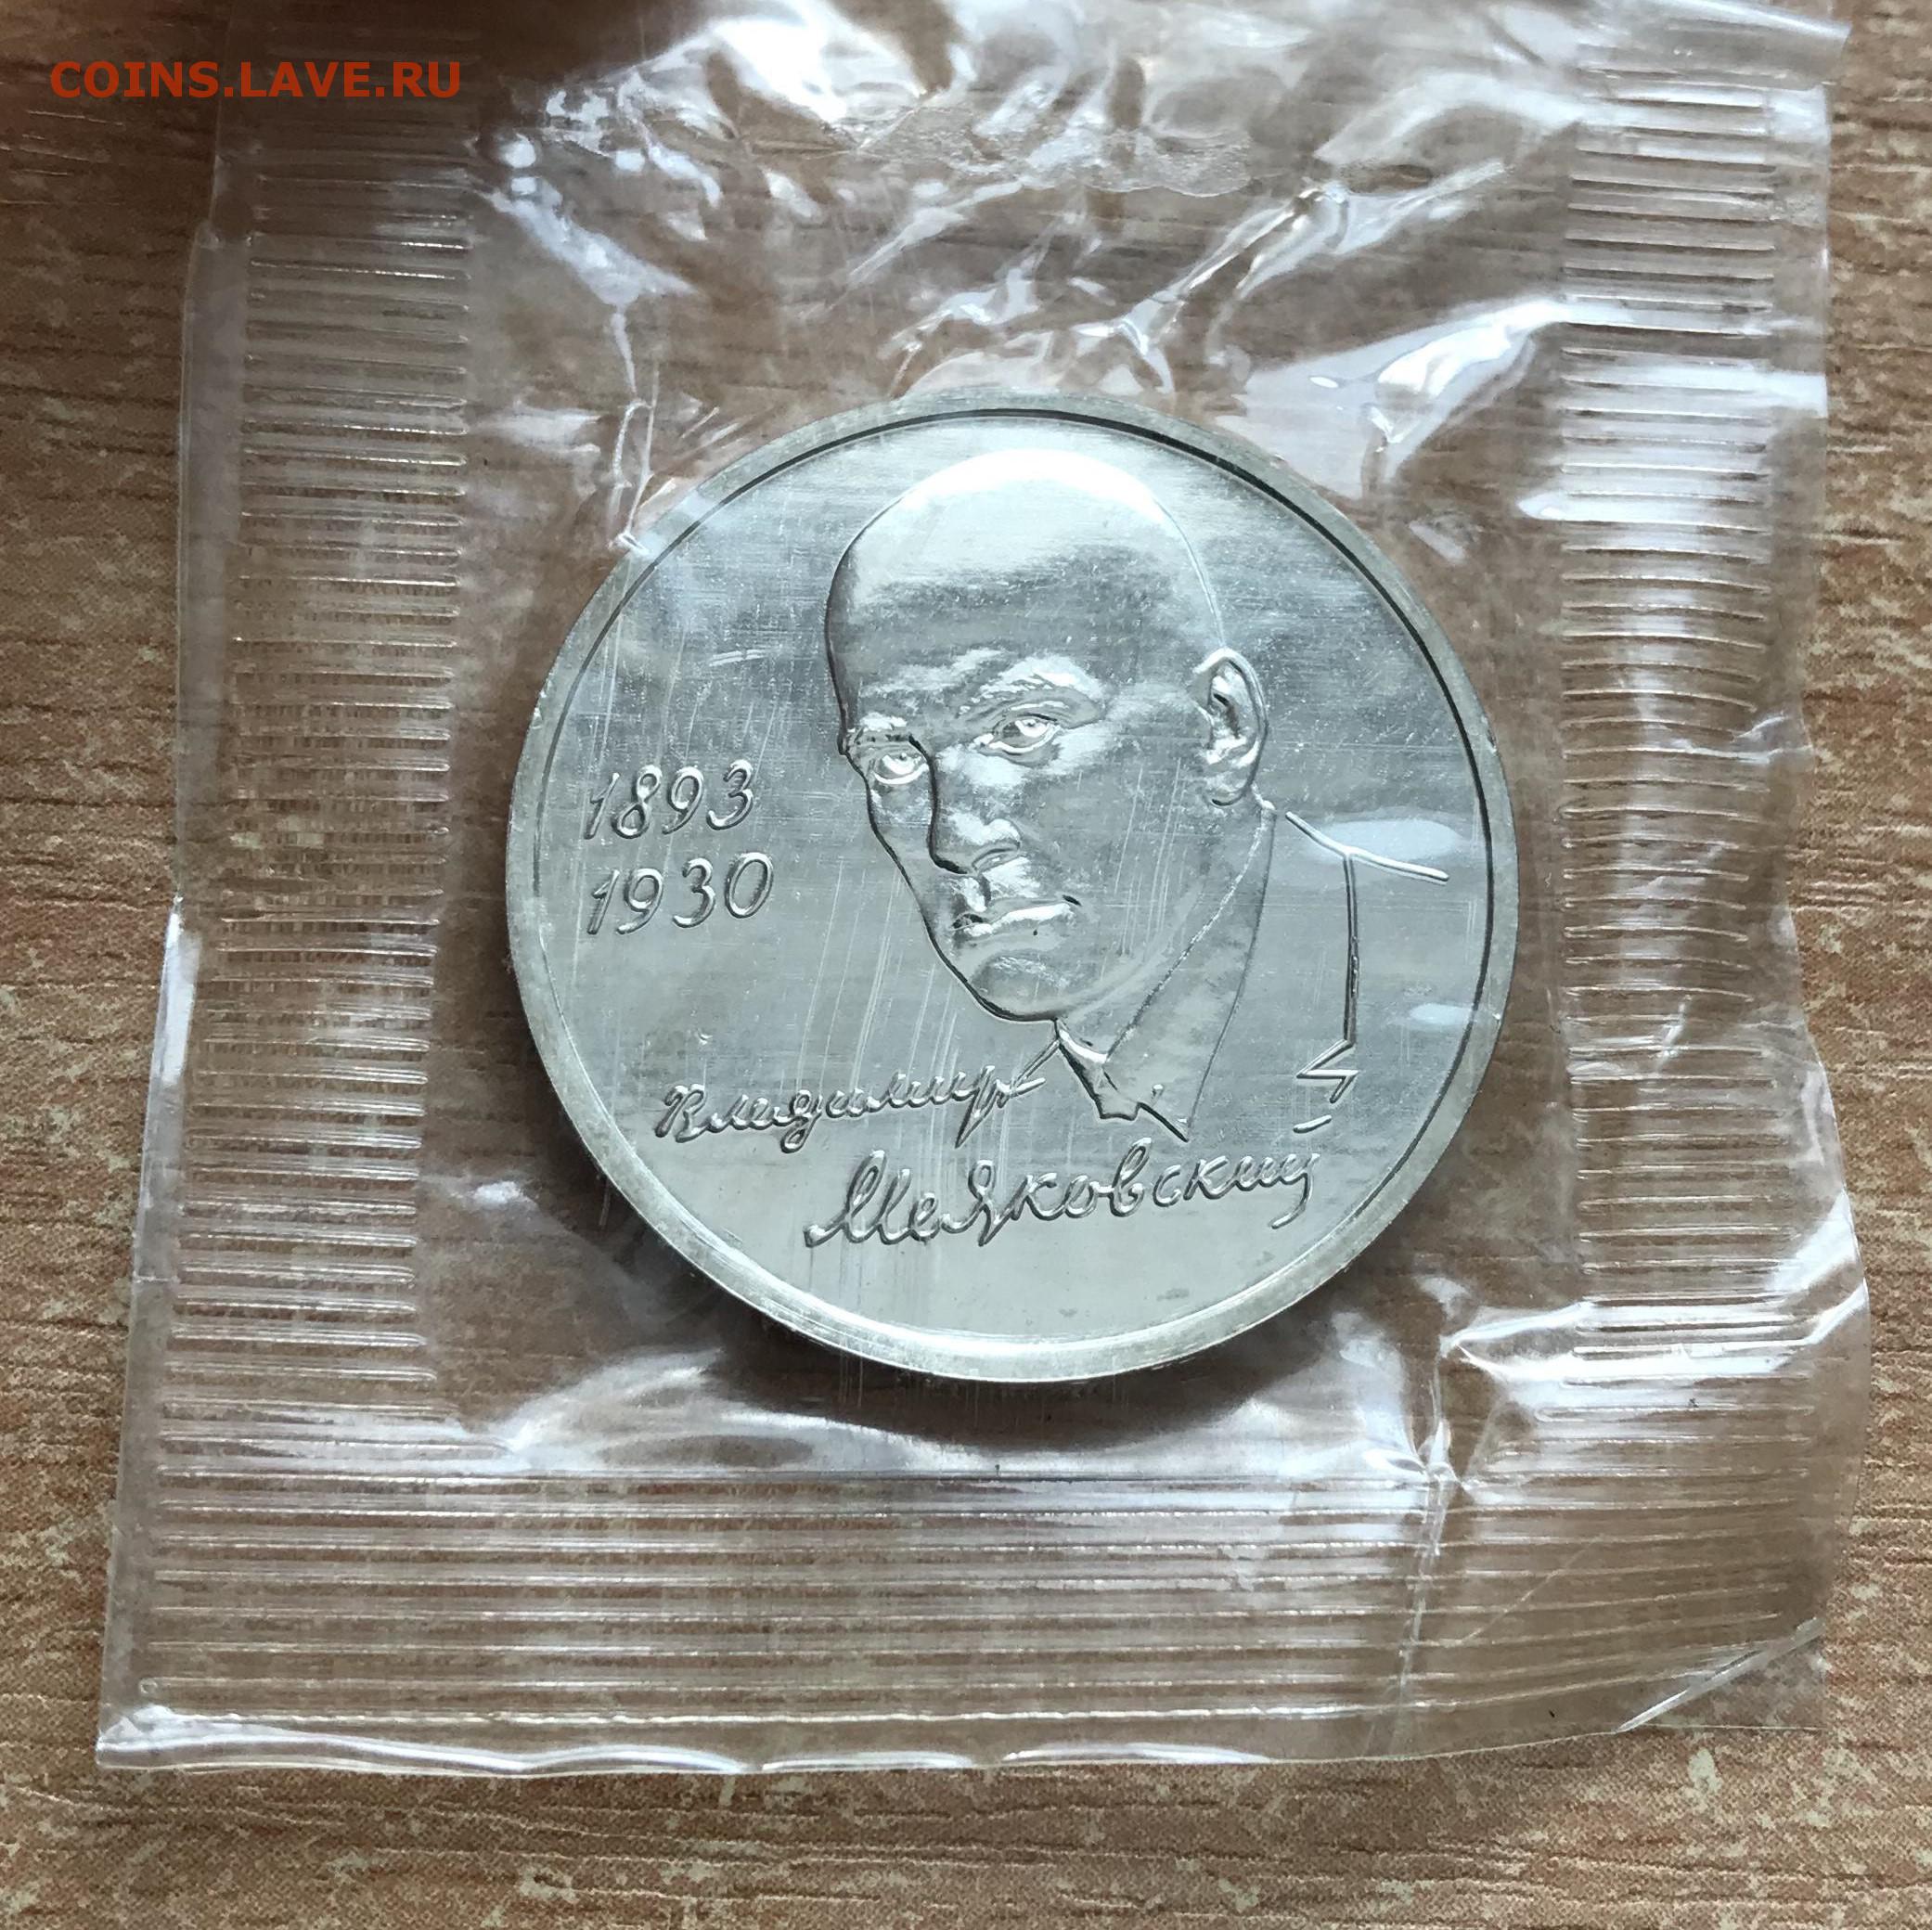 COINS.LAVE.RU
1893
1930
Владимир
Маяковский